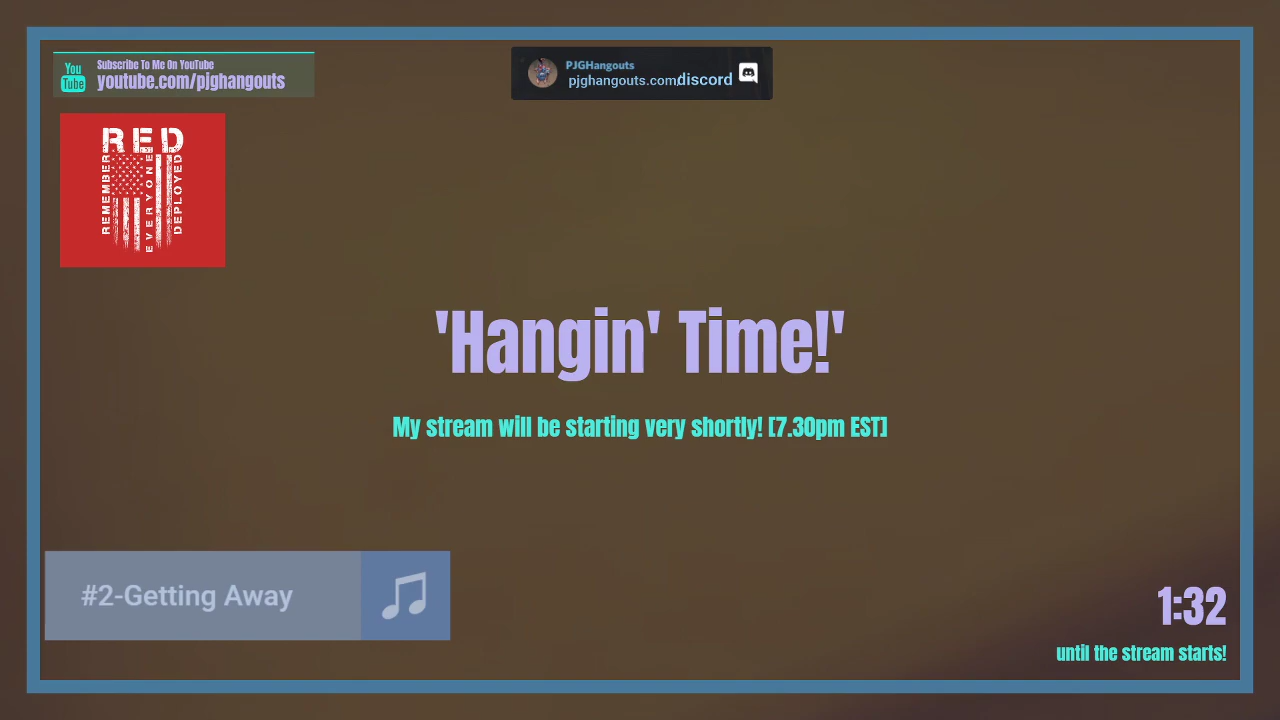 Subscribe To Me On YouTube
You
Tube
youtube.com/pjghangouts
PJGHangouts
pjghangouts.com/discord
RED
REMEMBER
EVERYONE
DEPLOYED
'Hangin' Time!'
My stream will be starting very shortly! [7.30pm EST]
#2-Getting Away
1:32
until the stream starts!